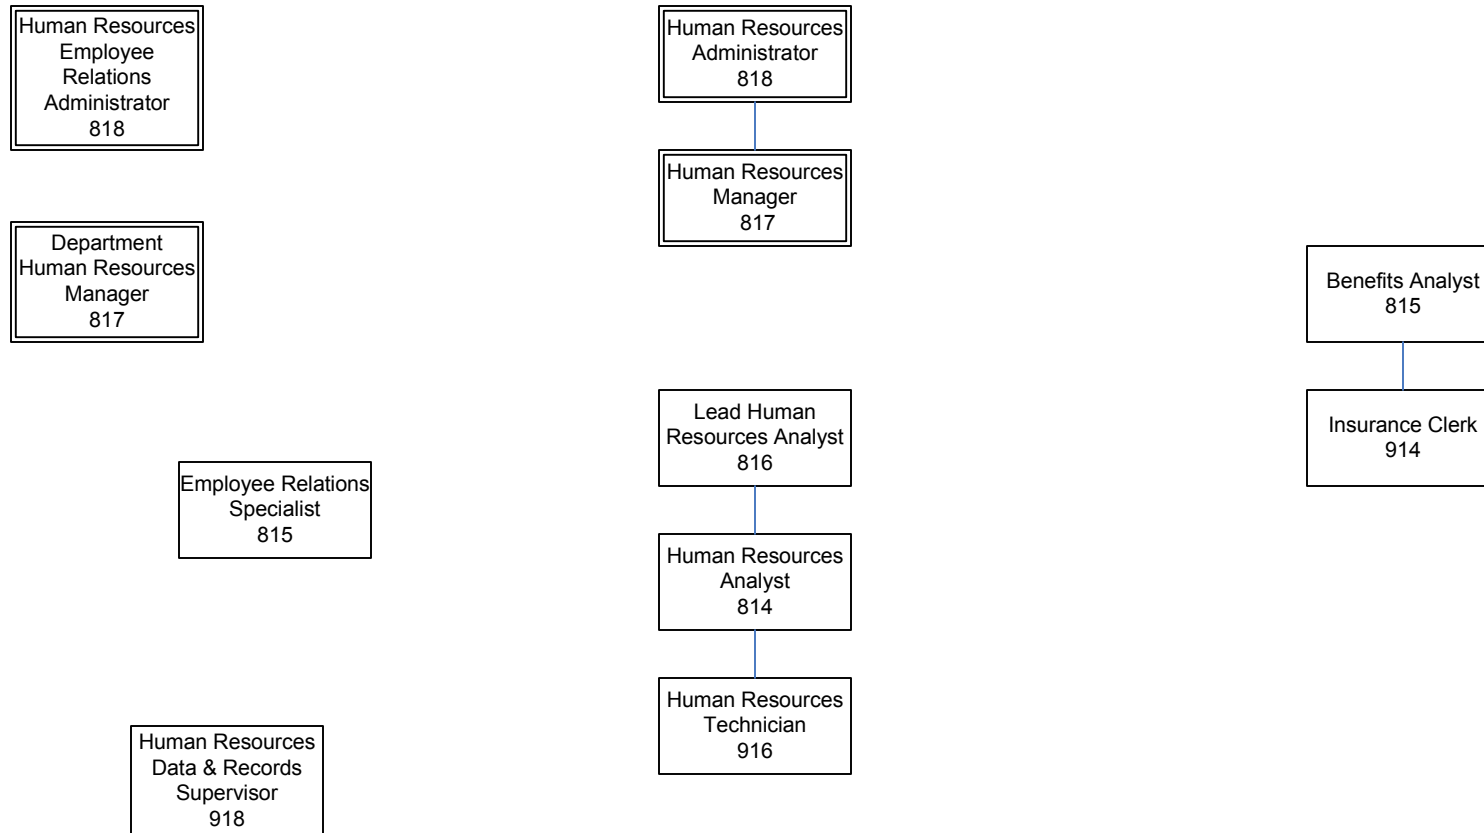 Human Resources
Employee
Relations
Administrator
818
Human Resources
Administrator
818
Human Resources
Manager
817
Department
Human Resources
Manager
817
Benefits Analyst
815
Lead Human
Resources Analyst
816
Insurance Clerk
914
Employee Relations
Specialist
815
Human Resources
Analyst
814
Human Resources
Technician
916
Human Resources
Data & Records
Supervisor
918